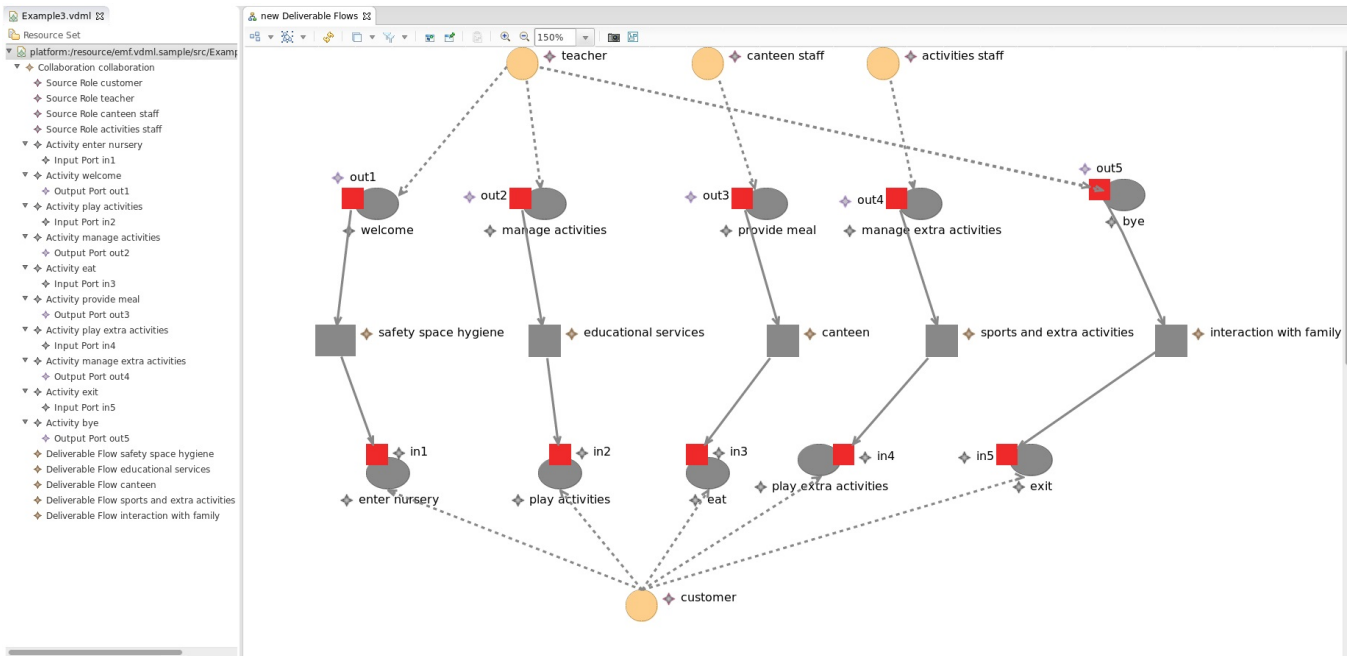 Example3.vdml
Resource Set
platform:/resource/emf.vdml.sample/src/Examp
Collaboration collaboration
Source Role customer
Source Role teacher
Source Role canteen staff
Source Role activities staff
Activity enter nursery
Input Port in1
Activity welcome
Output Port out1
Activity play activities
Input Port in2
Activity manage activities
Output Port out2
Activity eat
Input Port in3
Activity provide meal
Output Port out3
Activity play extra activities
Input Port in4
Activity manage extra activities
Output Port out4
Activity exit
Input Port in5
Activity bye
Output Port out5
Deliverable Flow safety space hygiene
Deliverable Flow educational services
Deliverable Flow canteen
Deliverable Flow sports and extra activities
Deliverable Flow interaction with family
new Deliverable Flows
150%
teacher
canteen staff
activities staff
out1
out2
out3
out4
out5
welcome
manage activities
provide meal
manage extra activities
bye
safety space hygiene
educational services
canteen
sports and extra activities
interaction with family
in1
in2
in3
in4
in5
enter nursery
play activities
eat
play extra activities
exit
customer